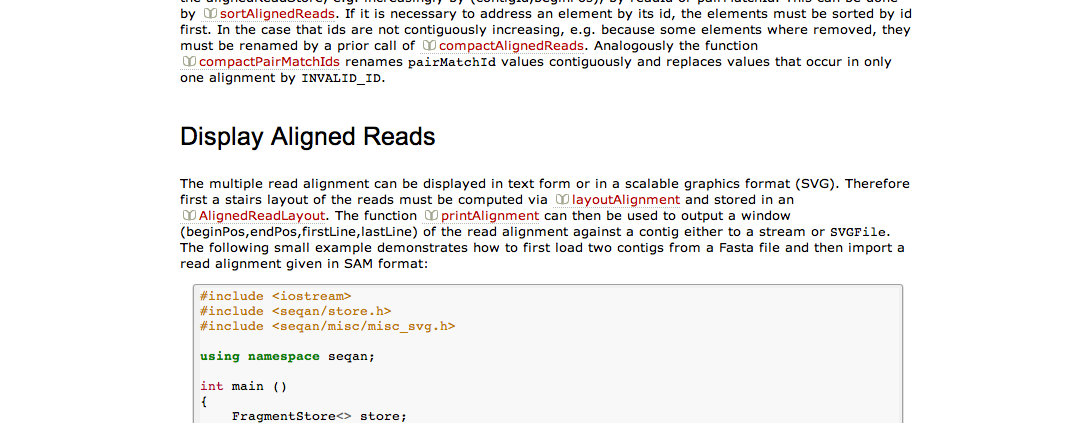 by sortAlignedReads. If it is necessary to address an element by its id, the elements must be sorted by id
first. In the case that ids are not contiguously increasing, e.g. because some elements where removed, they
must be renamed by a prior call of compactAlignedReads. Analogously the function
compactPairMatchIds renames pairMatchId values contiguously and replaces values that occur in only
one alignment by INVALID_ID.
Display Aligned Reads
The multiple read alignment can be displayed in text form or in a scalable graphics format (SVG). Therefore
first a stairs layout of the reads must be computed via layoutAlignment and stored in an
AlignedReadLayout. The function printAlignment can then be used to output a window
(beginPos,endPos,firstLine,lastLine) of the read alignment against a contig either to a stream or SVGFile.
The following small example demonstrates how to first load two contigs from a Fasta file and then import a
read alignment given in SAM format:
#include <iostream>
#include <seqan/store.h>
#include <seqan/misc/misc_svg.h>
using namespace seqan;
int main ()
{
FragmentStore<> store;